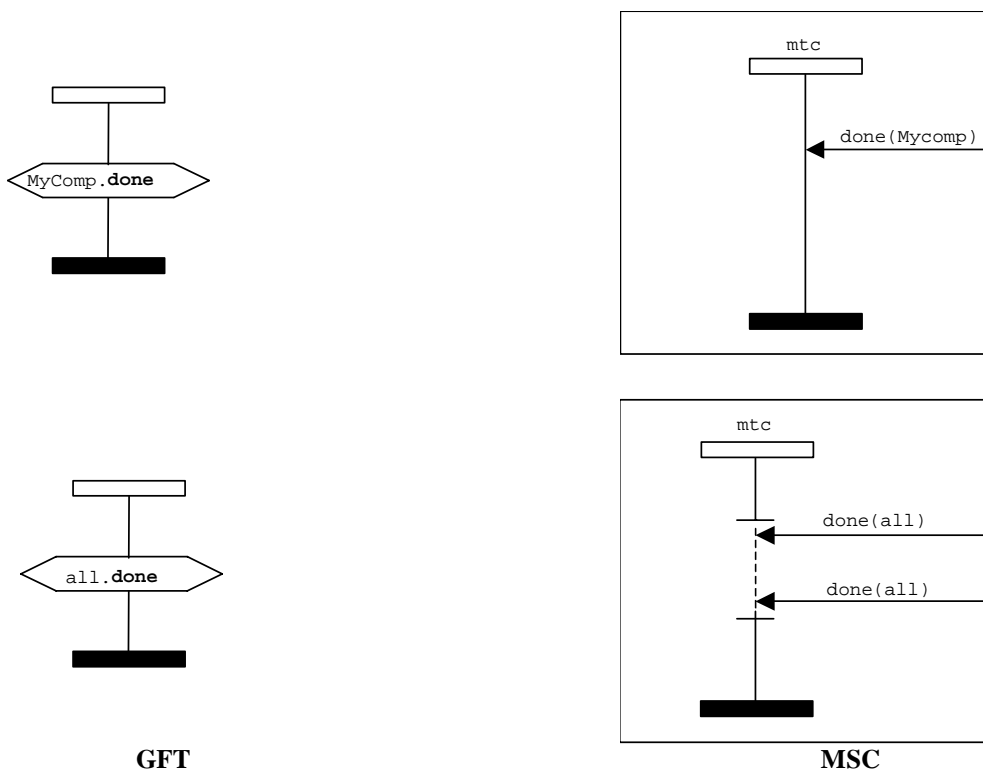 mtc
done(Mycomp)
MyComp.done
mtc
done(all)
all.done
done(all)
GFT
MSC